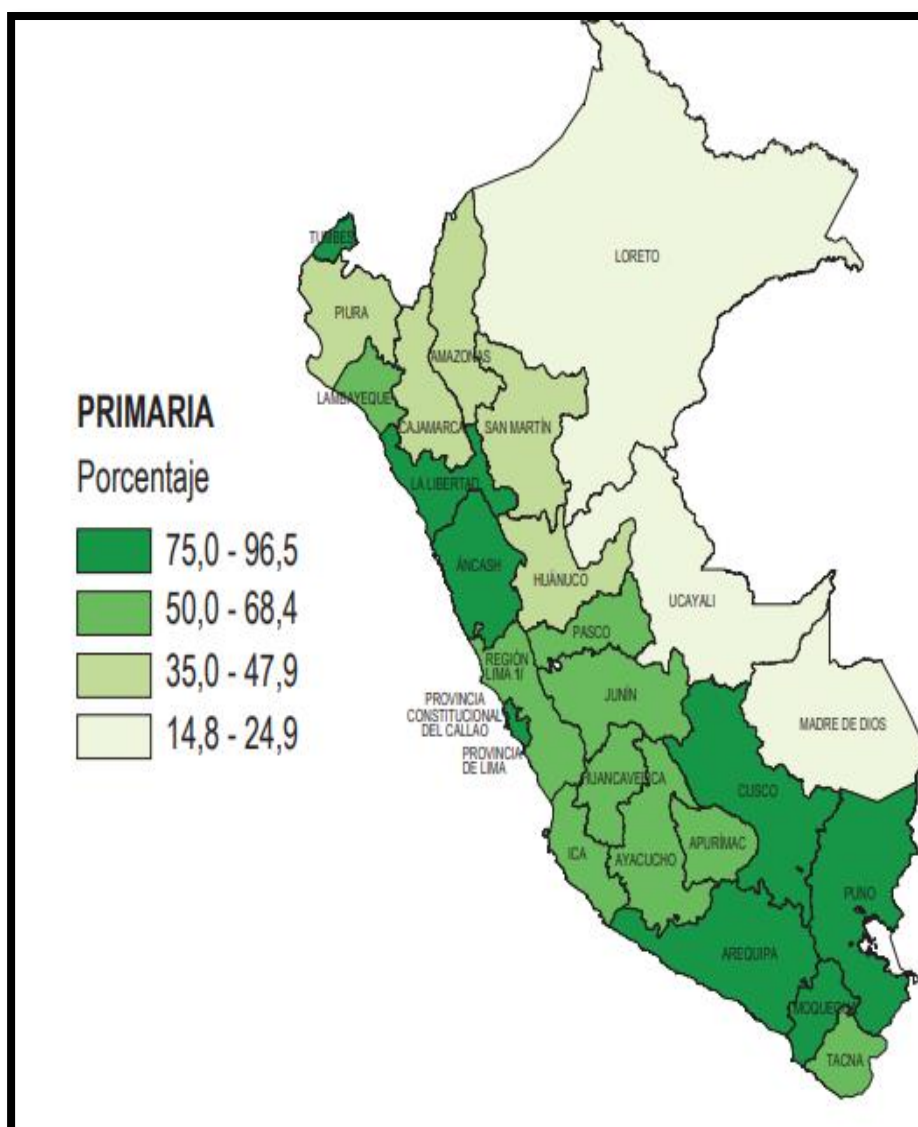 TUMBES
LORETO
PIURA
AMAZONAS
LAMBAYEQUE
CAJAMARCA
SAN MARTÍN
PRIMARIA
Porcentaje
75,0 - 96,5
50,0 - 68,4
35,0 - 47,9
14,8 - 24,9
LA LIBERTAD
ÁNCASH
HUÁNUCO
UCAYALI
PASCO
REGIÓN
LIMA 1/
JUNÍN
PROVINCIA
CONSTITUCIONAL
DEL CALLAO
PROVINCIA
DE LIMA
MADRE DE DIOS
HUANCAVELICA
CUSCO
ICA
AYACUCHO
APURÍMAC
PUNO
AREQUIPA
MOQUEGUA
TACNA